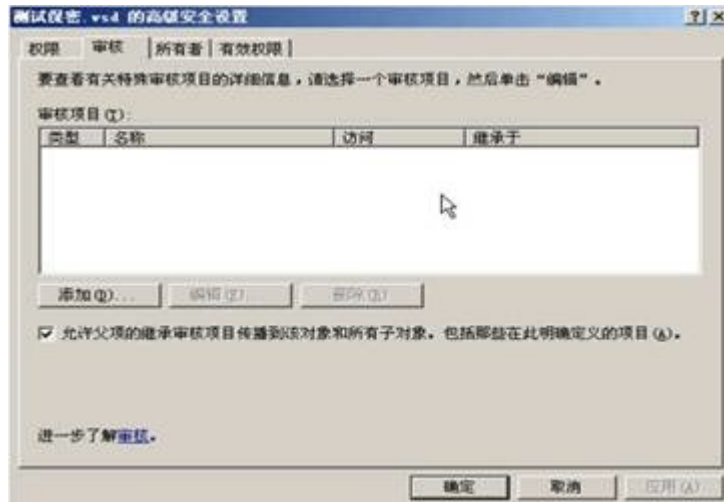 测试保密.vsd 的高级安全设置
权限 审核 所有者 有效权限
要查看有关特殊审核项目的详细信息，请选择一个审核项目，然后单击“编辑”。
审核项目(T):
类型 名称 访问 继承于
添加(D)... 编辑(E)... 删除(R)
允许父项的继承审核项目传播到该对象和所有子对象。包括那些在此明确定义的项目(A)。
进一步了解审核。
确定 取消 应用(A)